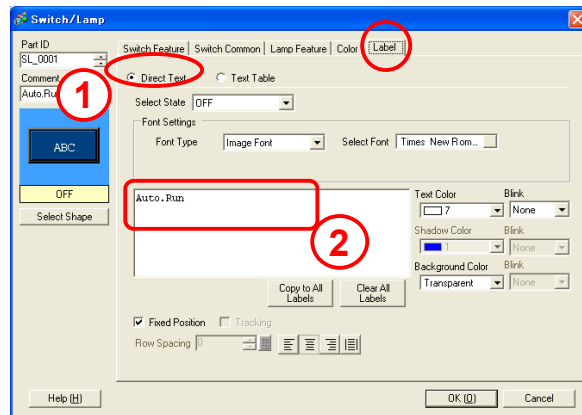 Switch/Lamp
Part ID
SL_0001
Comment
Auto.Ru
1
ABC
OFF
Select Shape
Switch Feature Switch Common Lamp Feature Color Label
Direct Text Text Table
Select State OFF
Font Settings
Font Type Image Font Select Font Times New Rom...
Auto.Run
2
Text Color Blink
7 None
Shadow Color Blink
1 None
Background Color Blink
Transparent None
Copy to All Labels
Clear All Labels
Fixed Position Tracking
Row Spacing 0
Help (H) OK (O) Cancel